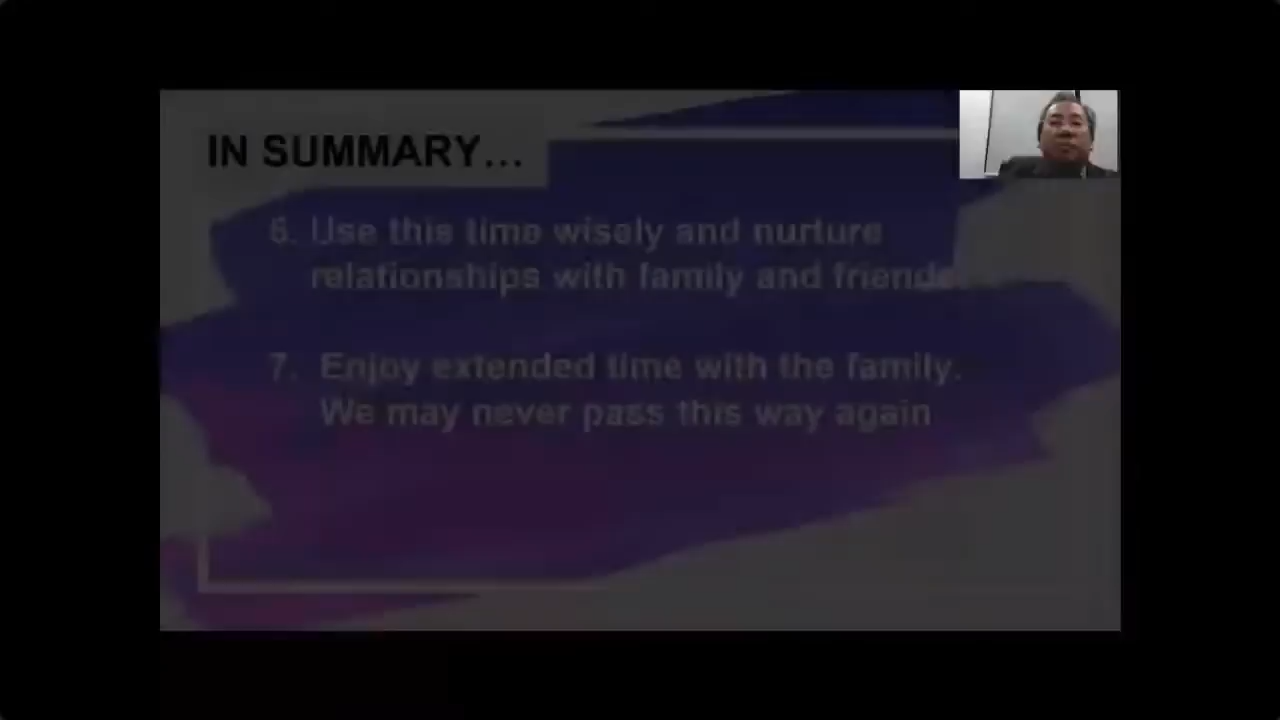 IN SUMMARY...
6. Use this time wisely and nurture
relationships with family and friends.
7. Enjoy extended time with the family.
We may never pass this way again